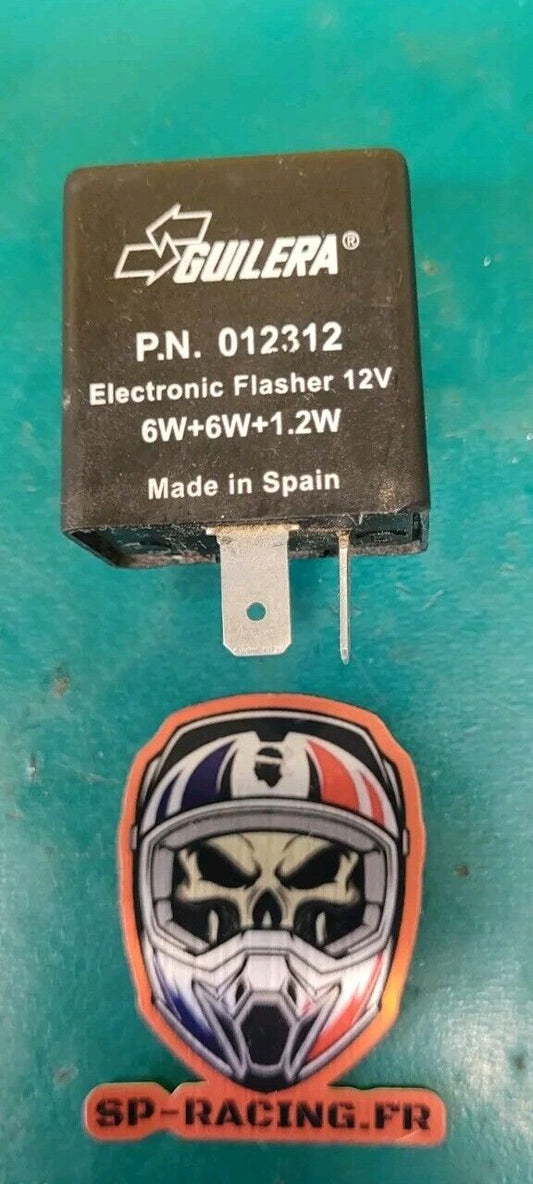 GUILERA®
P.N. 012312
Electronic Flasher 12V
6W+6W+1.2W
Made in Spain
SP-RACING.FR